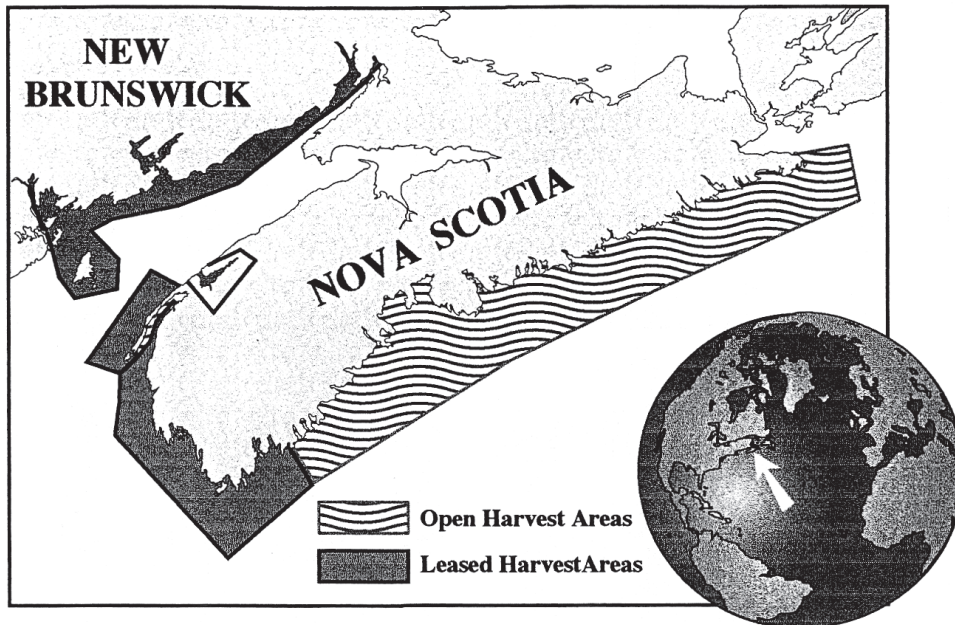 NEW
BRUNSWICK
NOVA SCOTIA
Open Harvest Areas
Leased HarvestAreas